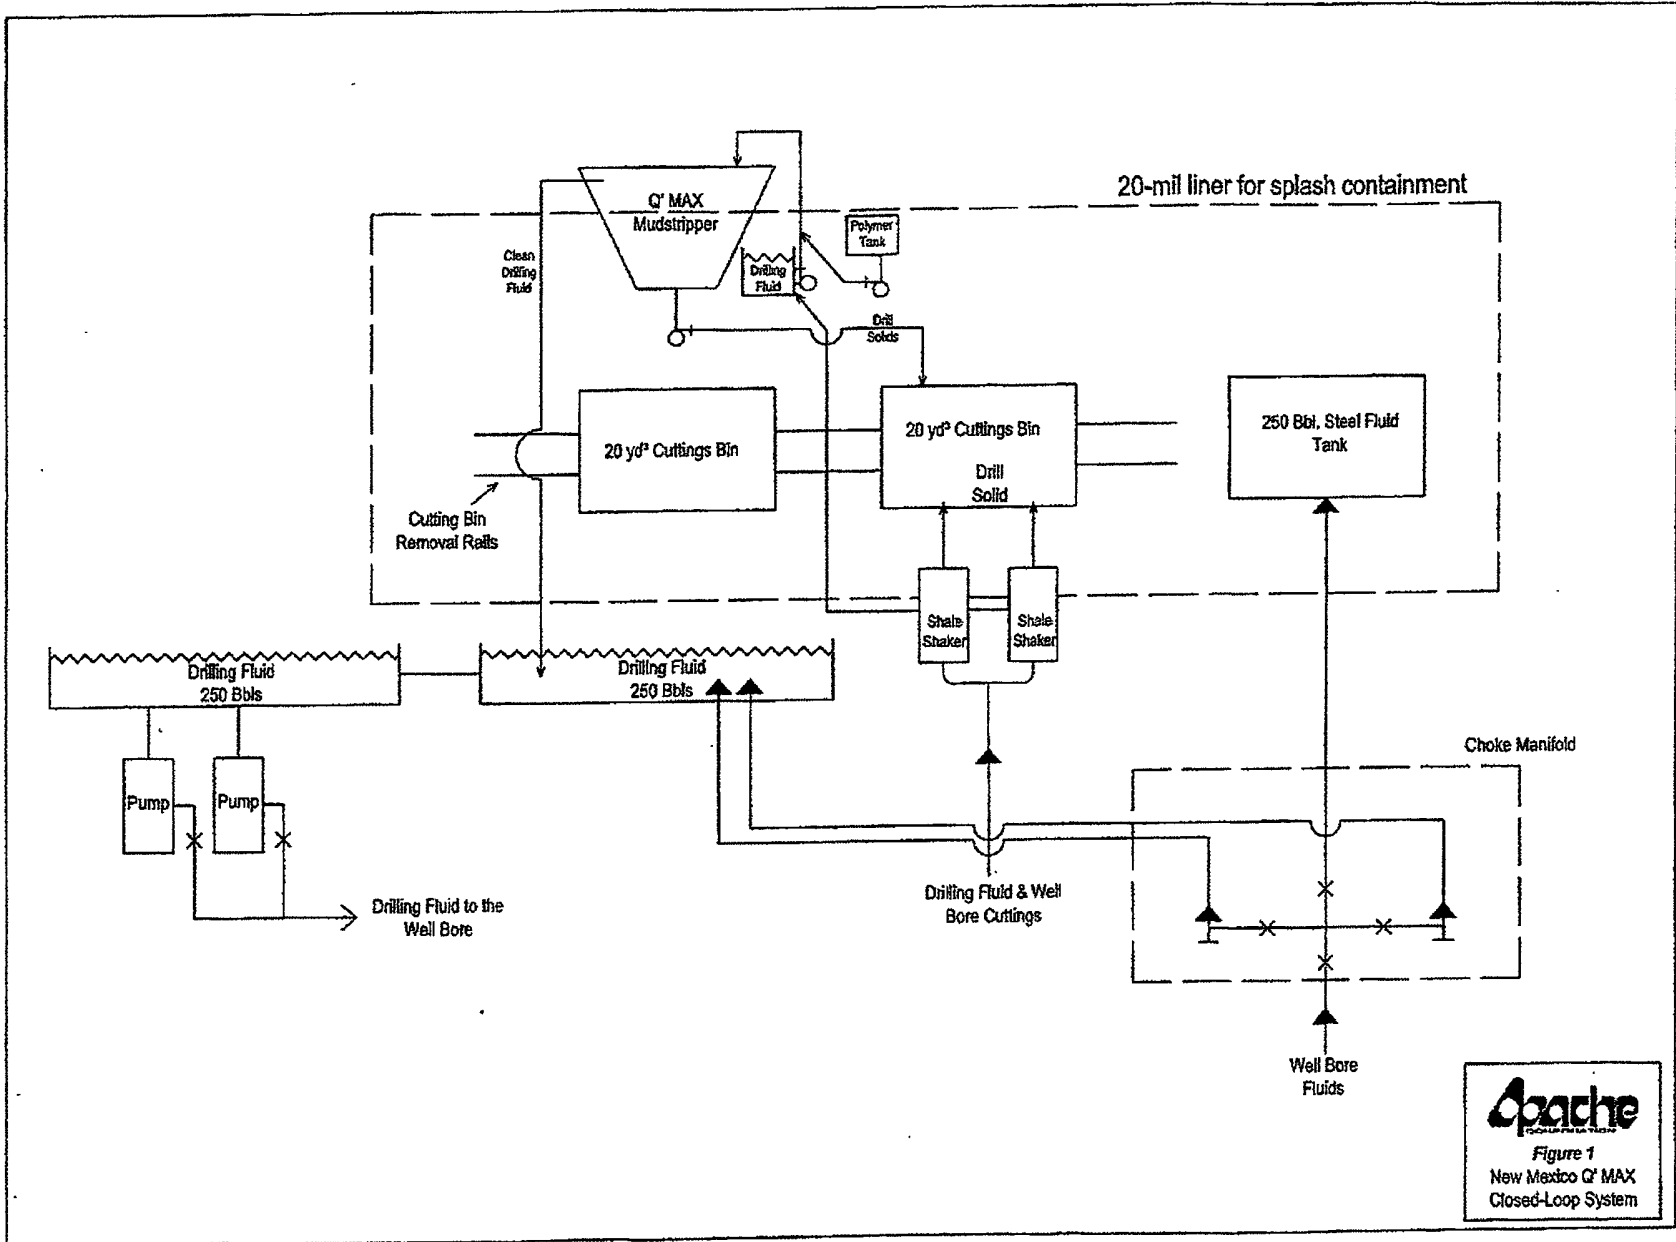 20-mil liner for splash containment
Q' MAX
Mudstripper
Polymer
Tank
Clean
Drilling
Fluid
Drilling
Fluid
Drill
Solids
20 yd³ Cuttings Bin
20 yd³ Cuttings Bin
Drill
Solid
250 Bbl. Steel Fluid
Tank
Cutting Bin
Removal Rails
Shale
Shaker
Shale
Shaker
Drilling Fluid
250 Bbls
Drilling Fluid
250 Bbls
Choke Manifold
Pump
Pump
Drilling Fluid to the
Well Bore
Drilling Fluid & Well
Bore Cuttings
Well Bore
Fluids
Apache
CORPORATION
Figure 1
New Mexico Q' MAX
Closed-Loop System